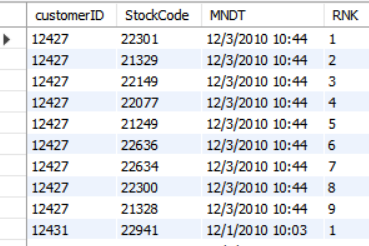 customerID StockCode MNDT RNK
12427 22301 12/3/2010 10:44 1
12427 21329 12/3/2010 10:44 2
12427 22149 12/3/2010 10:44 3
12427 22077 12/3/2010 10:44 4
12427 21249 12/3/2010 10:44 5
12427 22636 12/3/2010 10:44 6
12427 22634 12/3/2010 10:44 7
12427 22300 12/3/2010 10:44 8
12427 21328 12/3/2010 10:44 9
12431 22941 12/1/2010 10:03 1